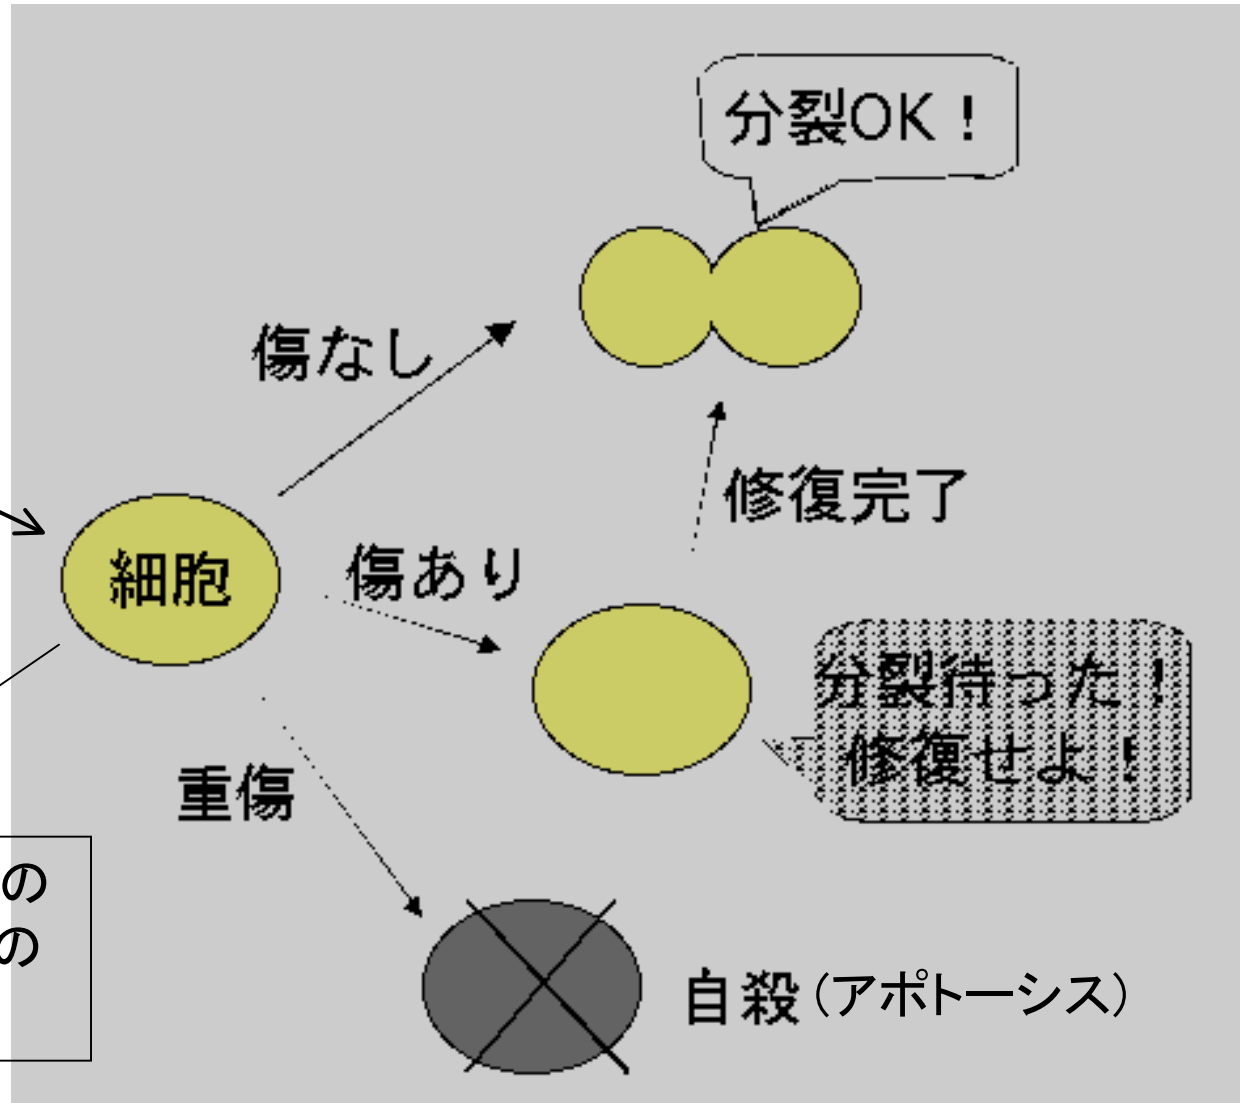 分裂OK！
傷なし
修復完了
細胞
傷あり
分裂待った！
修復せよ！
重傷
の
の
自殺（アポトーシス）